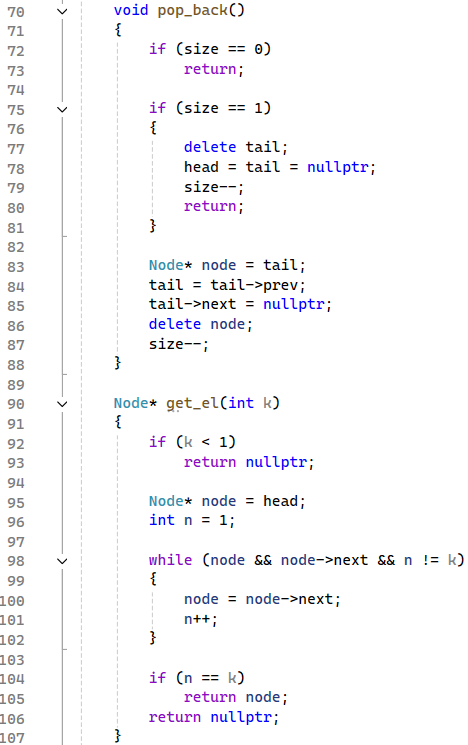 70 void pop_back()
71 {
72 if (size == 0)
73 return;
74
75 if (size == 1)
76 {
77 delete tail;
78 head = tail = nullptr;
79 size--;
80 return;
81 }
82
83 Node* node = tail;
84 tail = tail->prev;
85 tail->next = nullptr;
86 delete node;
87 size--;
88 }
89
90 Node* get_el(int k)
91 {
92 if (k < 1)
93 return nullptr;
94
95 Node* node = head;
96 int n = 1;
97
98 while (node && node->next && n != k)
99 {
100 node = node->next;
101 n++;
102 }
103
104 if (n == k)
105 return node;
106 return nullptr;
107 }